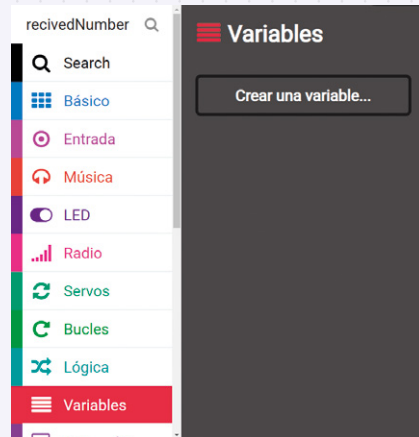 recivedNumber
Search
Básico
Entrada
Música
LED
Radio
Servos
Bucles
Lógica
Variables
Variables
Crear una variable...